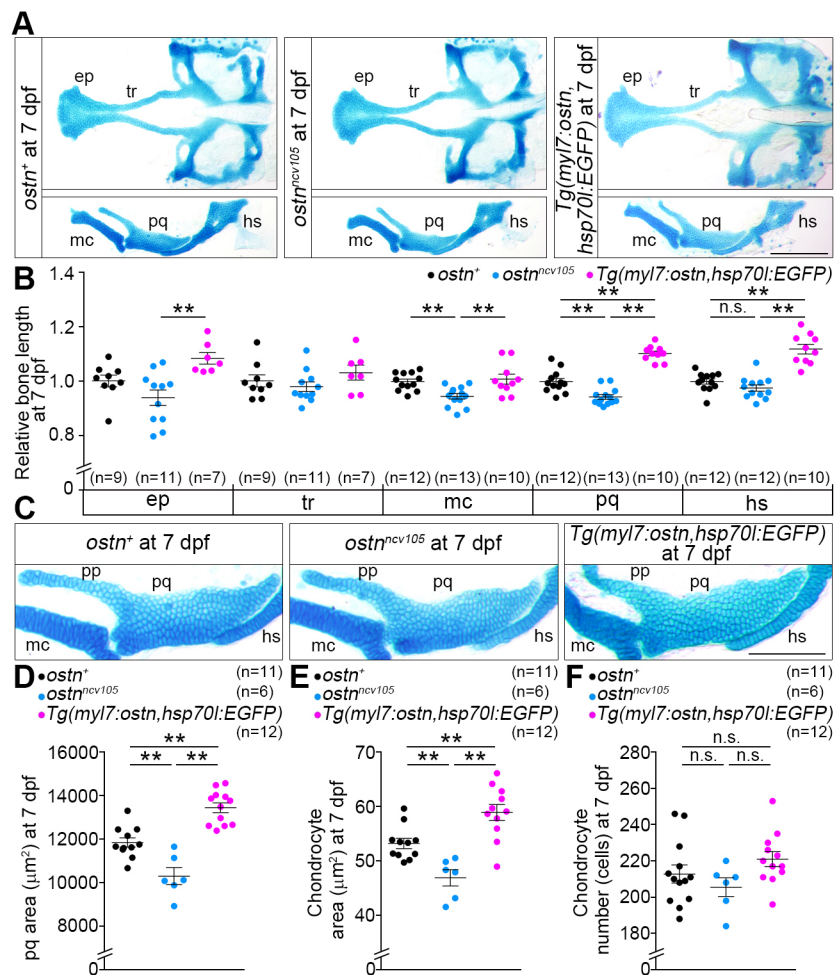 A
ostn+ at 7 dpf
ep
tr
mc
pq
hs
ostnncv105 at 7 dpf
ep
tr
mc
pq
hs
Tg(myl7:ostn,
hsp70l:EGFP) at 7 dpf
ep
tr
mc
pq
hs
B
ostn+ ostnncv105 Tg(myl7:ostn,hsp70l:EGFP)
Relative bone length
at 7 dpf
1.4
1.2
1.0
0.8
0
**
** **
**
** **
**
n.s. **
(n=9) (n=11) (n=7) (n=9) (n=11) (n=7) (n=12) (n=13) (n=10) (n=12) (n=13) (n=10) (n=12) (n=12) (n=10)
ep tr mc pq hs
C
ostn+ at 7 dpf
pp
pq
mc
hs
ostnncv105 at 7 dpf
pp
pq
mc
hs
Tg(myl7:ostn,hsp70l:EGFP)
at 7 dpf
pp
pq
mc
hs
D
ostn+ (n=11)
ostnncv105 (n=6)
Tg(myl7:ostn,hsp70l:EGFP)
(n=12)
pq area (μm2) at 7 dpf
16000
14000
12000
10000
8000
0
**
** **
E
ostn+ (n=11)
ostnncv105 (n=6)
Tg(myl7:ostn,hsp70l:EGFP)
(n=12)
Chondrocyte
area (μm2) at 7 dpf
70
60
50
40
0
**
** **
F
ostn+ (n=11)
ostnncv105 (n=6)
Tg(myl7:ostn,hsp70l:EGFP)
(n=12)
Chondrocyte
number (cells) at 7 dpf
280
260
240
220
200
180
0
n.s.
n.s. n.s.